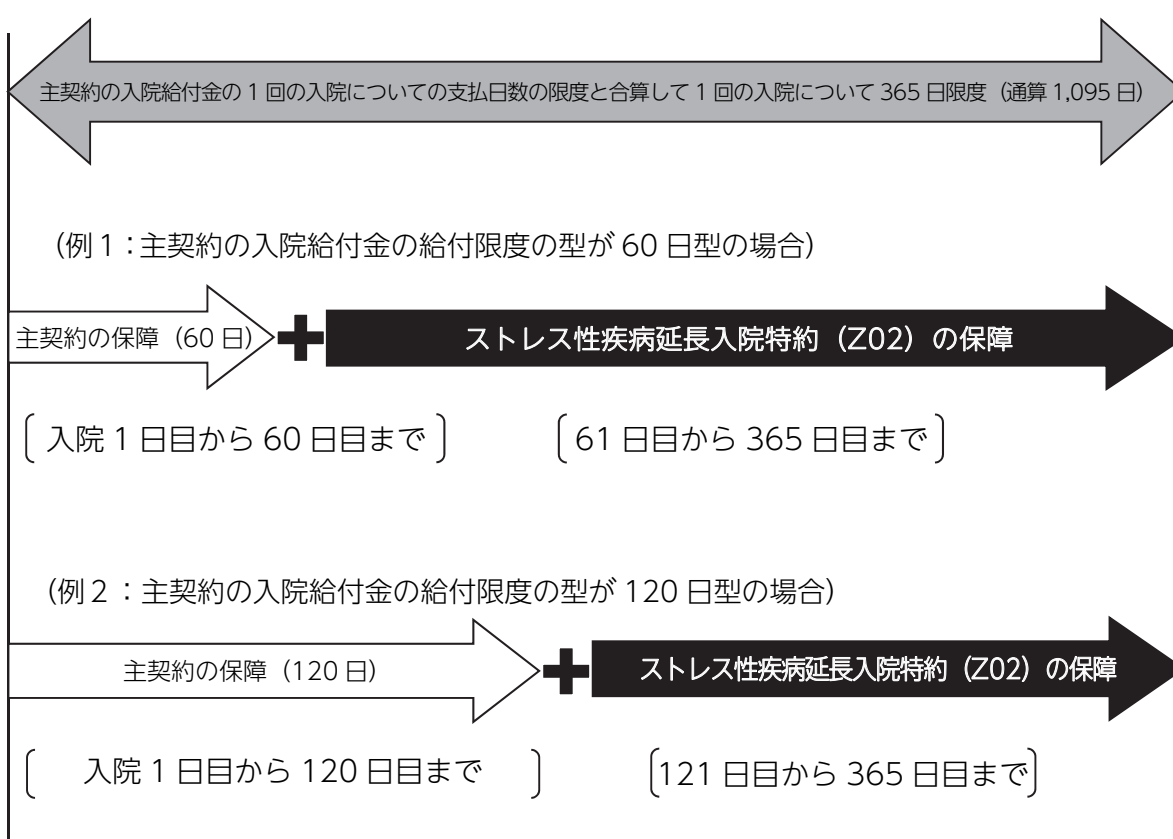 主契約の入院給付金の1回の入院についての支払日数の限度と合算して1回の入院について365日限度（通算1,095日）
（例1：主契約の入院給付金の給付限度の型が60日型の場合）
主契約の保障（60日） ストレス性疾病延長入院特約（Z02）の保障
〔入院1日目から60日目まで〕 〔61日目から365日目まで〕
（例2：主契約の入院給付金の給付限度の型が120日型の場合）
主契約の保障（120日） ストレス性疾病延長入院特約（Z02）の保障
〔入院1日目から120日目まで〕 〔121日目から365日目まで〕